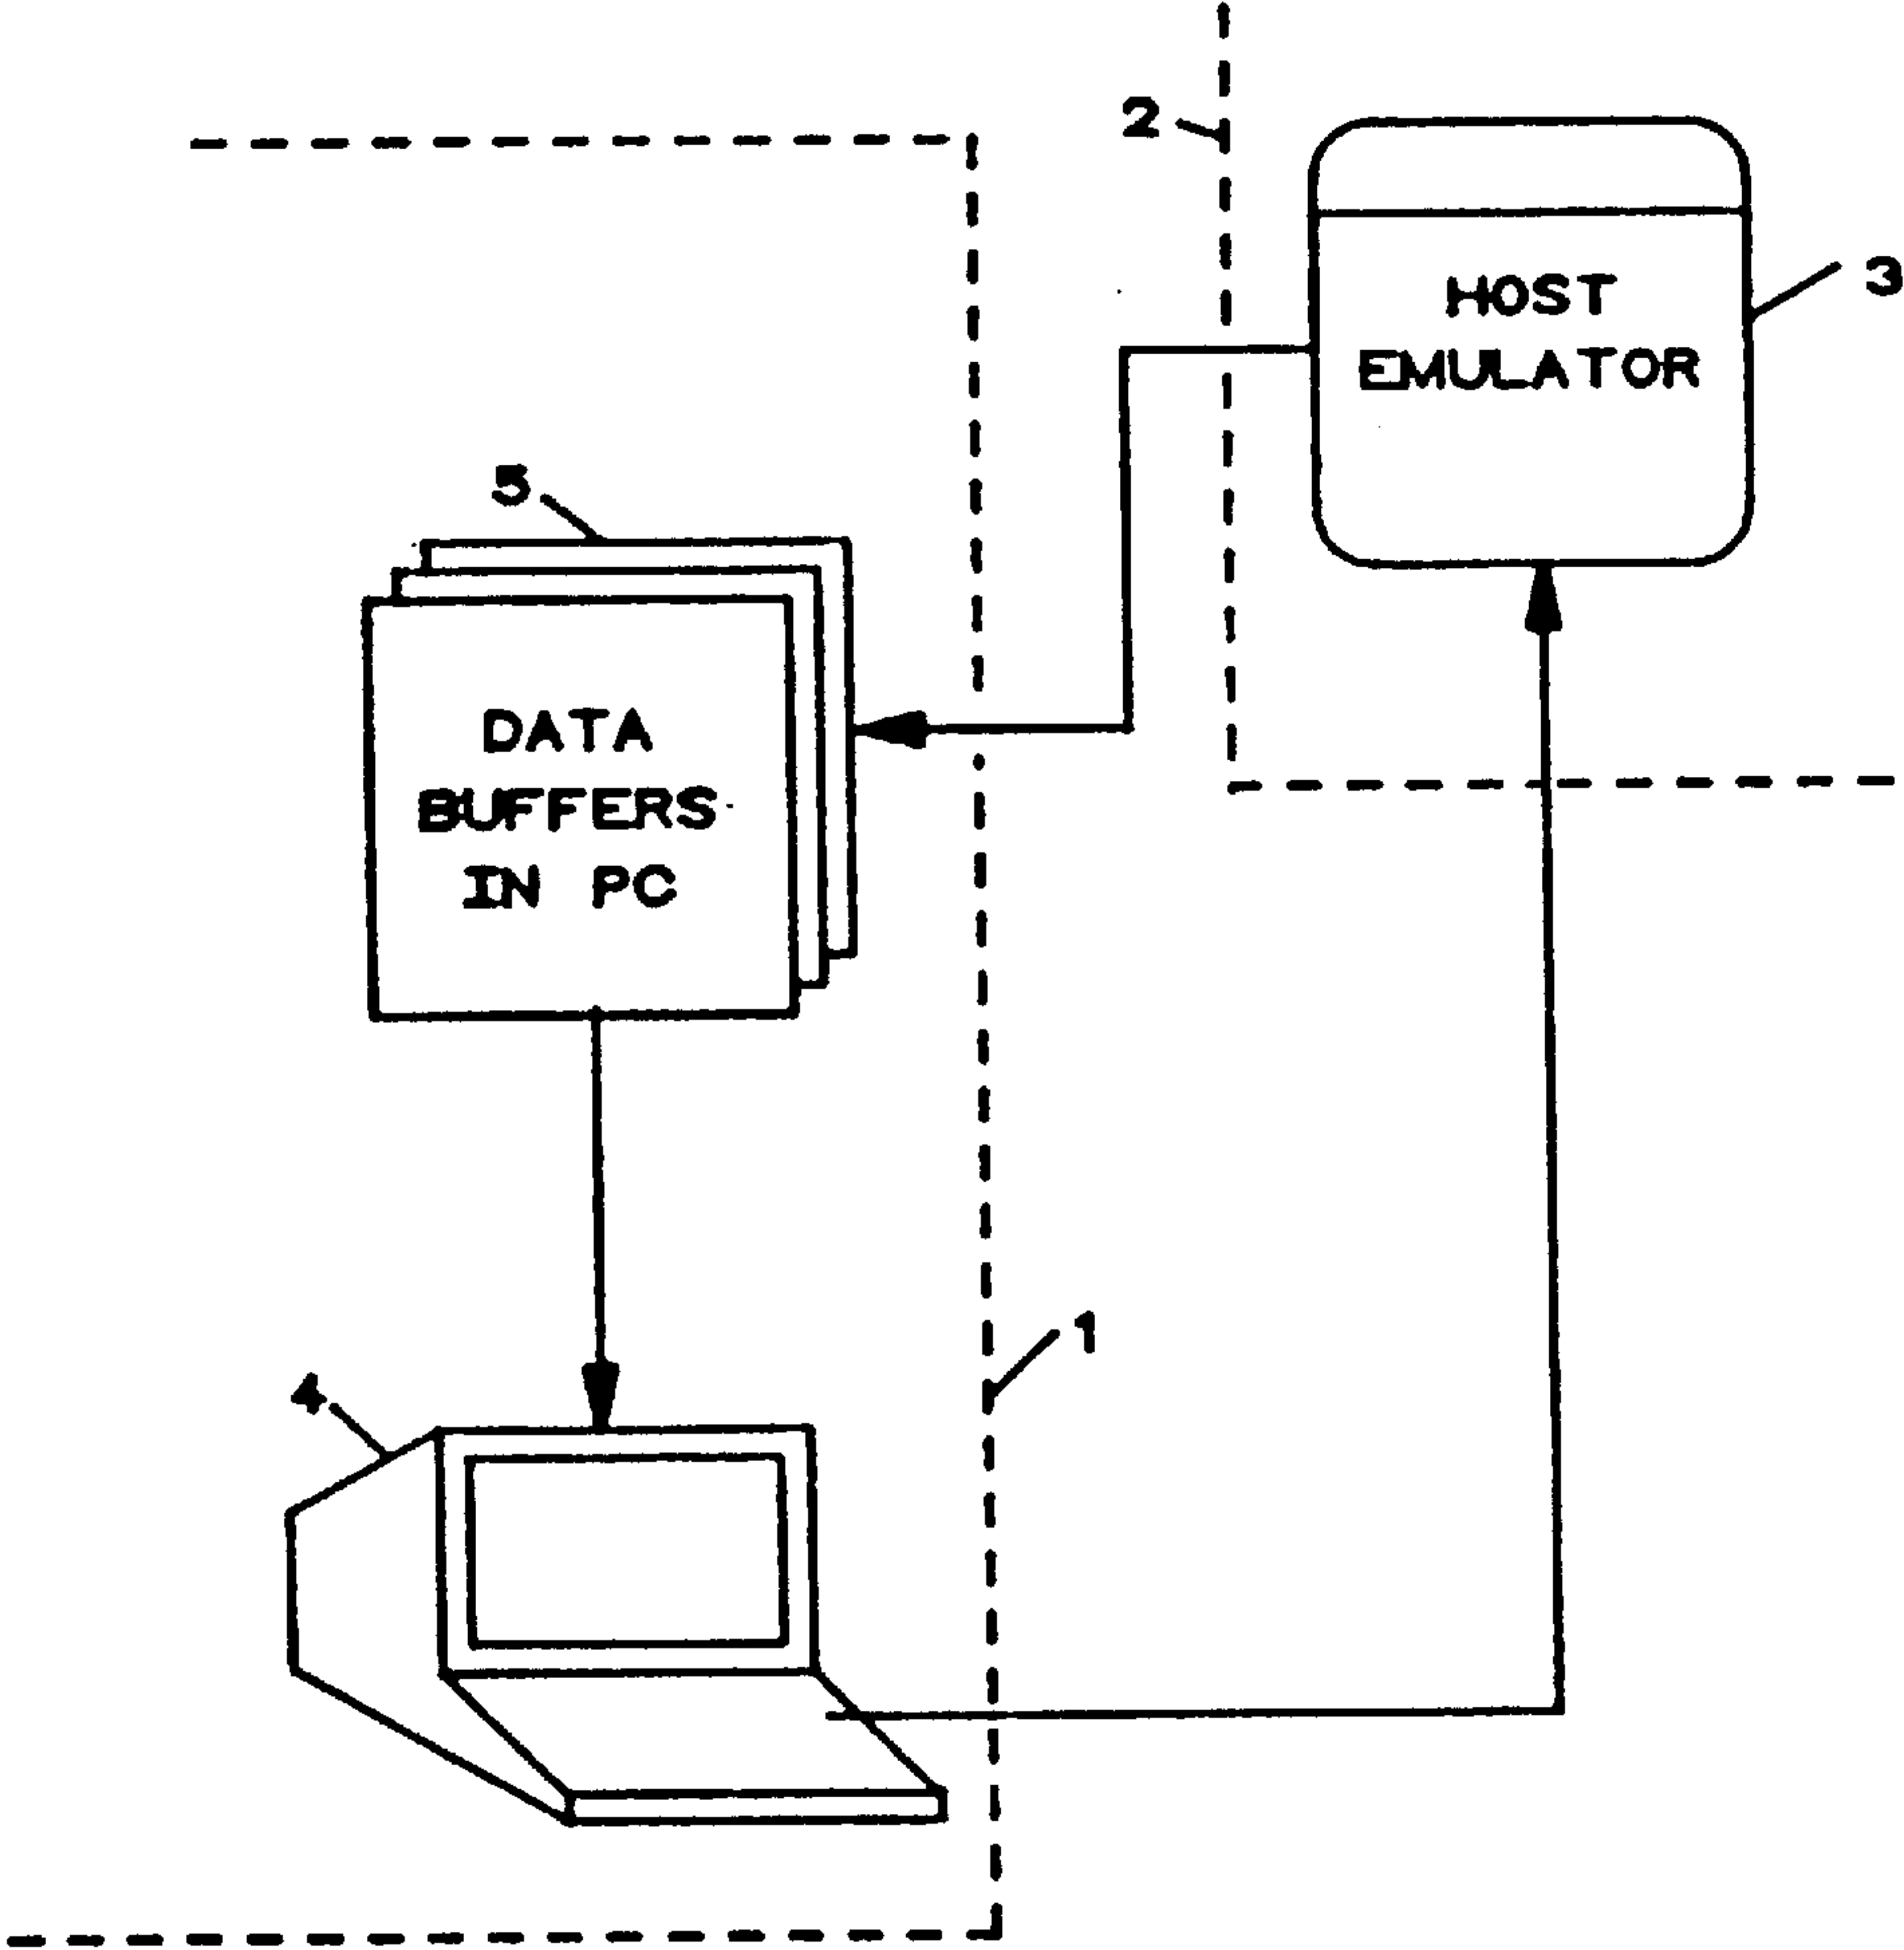 2
HOST
EMULATOR
3
5
DATA
BUFFERS
IN PC
1
4